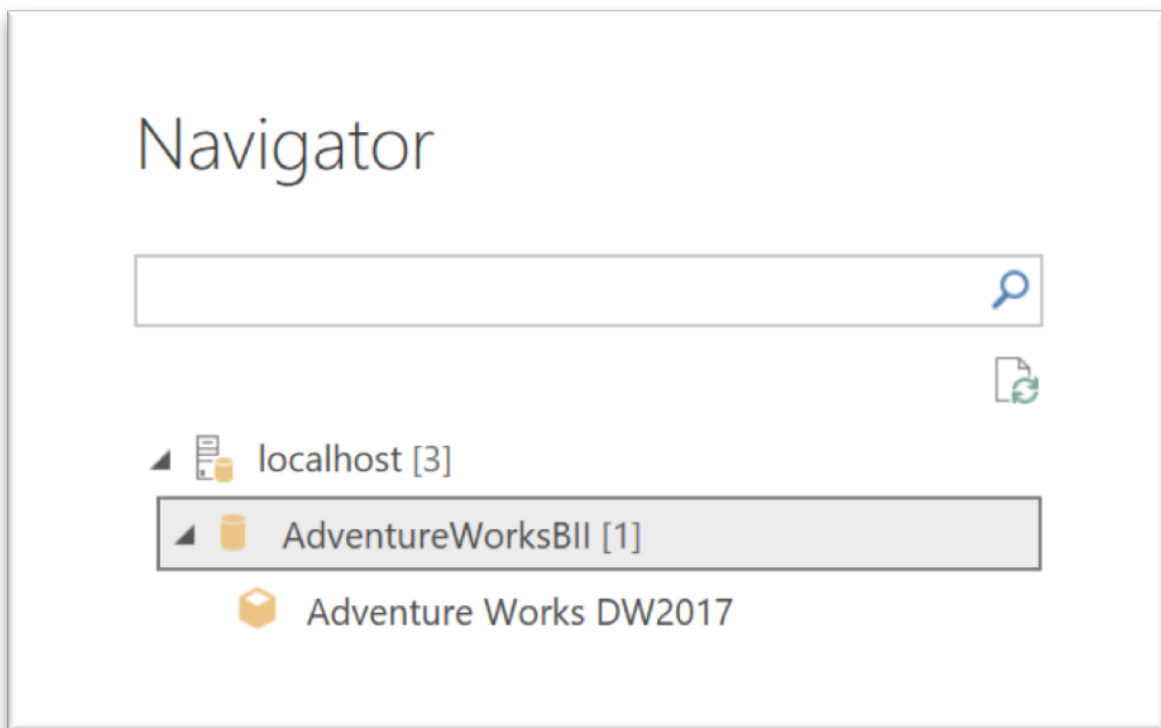 Navigator
localhost [3]
AdventureWorksBII [1]
Adventure Works DW2017